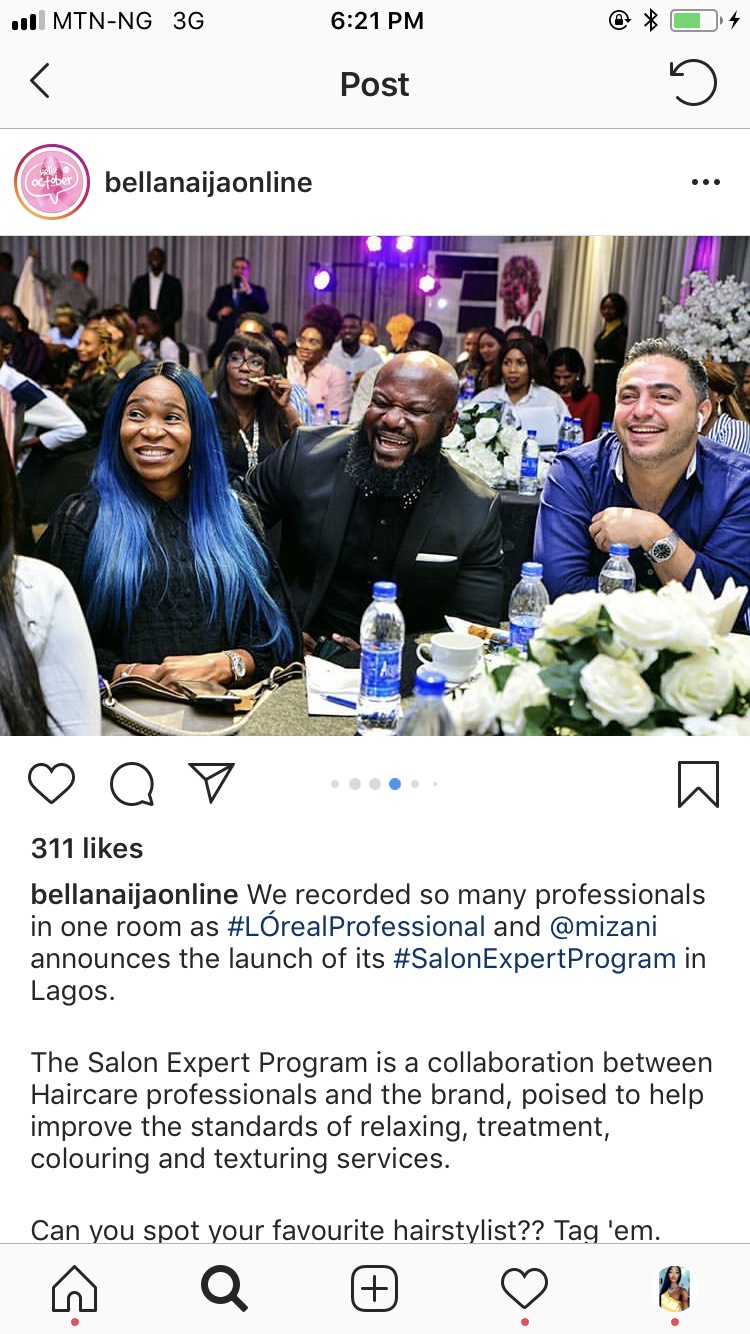 MTN-NG 3G 6:21 PM
Post
hello
october
bellanaijaonline
311 likes
bellanaijaonline We recorded so many professionals
in one room as #LÓrealProfessional and @mizani
announces the launch of its #SalonExpertProgram in
Lagos.
The Salon Expert Program is a collaboration between
Haircare professionals and the brand, poised to help
improve the standards of relaxing, treatment,
colouring and texturing services.
Can you spot your favourite hairstylist?? Tag 'em.